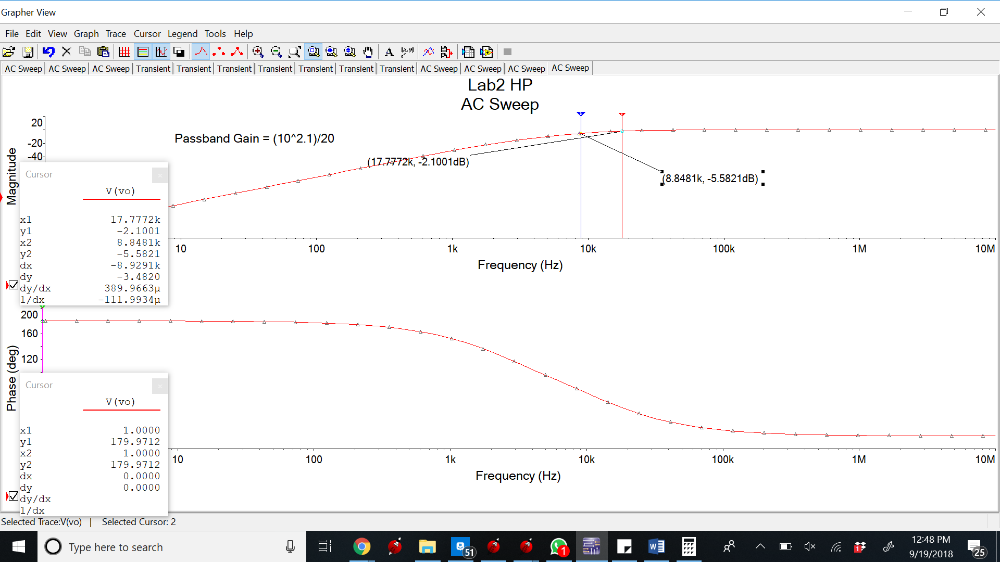 Grapher View
File Edit View Graph Trace Cursor Legend Tools Help
AC Sweep AC Sweep AC Sweep Transient Transient Transient Transient Transient Transient Transient AC Sweep AC Sweep AC Sweep AC Sweep
Lab2 HP
AC Sweep
Passband Gain = (10^2.1)/20
20
-20
-40
Magnitude
(17.7772k, -2.1001dB)
(8.8481k, -5.5821dB)
Cursor
V(vo)
x1 17.7772k
y1 -2.1001
x2 8.8481k
y2 -5.5821
dx -8.9291k
dy -3.4820
dy/dx 389.9663µ
1/dx -111.9934µ
10 100 1k 10k 100k 1M 10M
Frequency (Hz)
200
160
120
Phase (deg)
Cursor
V(vo)
x1 1.0000
y1 179.9712
x2 1.0000
y2 179.9712
dx 0.0000
dy 0.0000
dy/dx
1/dx
10 100 1k 10k 100k 1M 10M
Frequency (Hz)
Selected Trace:V(vo) | Selected Cursor: 2
Type here to search
51
1
1
12:48 PM
9/19/2018
25